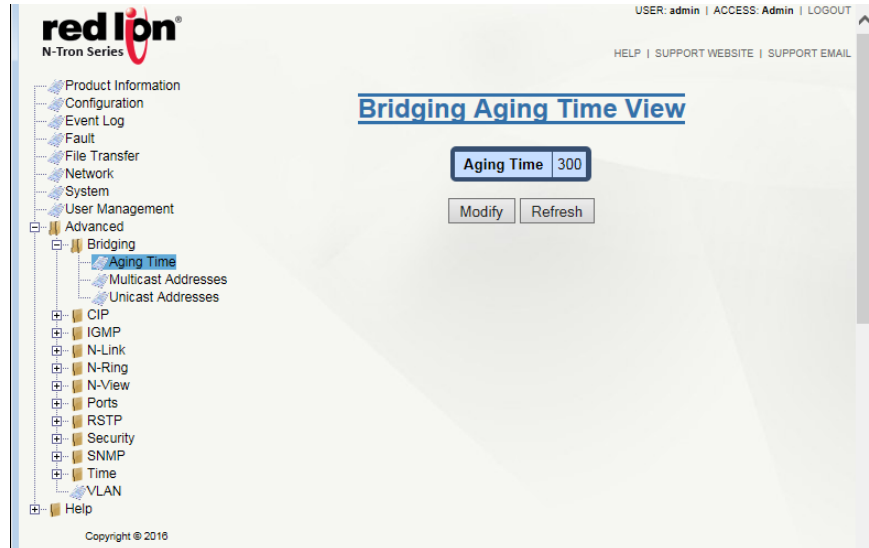 USER: admin | ACCESS: Admin | LOGOUT
red lion®
N-Tron Series
HELP | SUPPORT WEBSITE | SUPPORT EMAIL
Product Information
Configuration
Event Log
Fault
File Transfer
Network
System
User Management
Advanced
Bridging
Aging Time
Multicast Addresses
Unicast Addresses
CIP
IGMP
N-Link
N-Ring
N-View
Ports
RSTP
Security
SNMP
Time
VLAN
Help
Copyright © 2016
Bridging Aging Time View
Aging Time 300
Modify Refresh